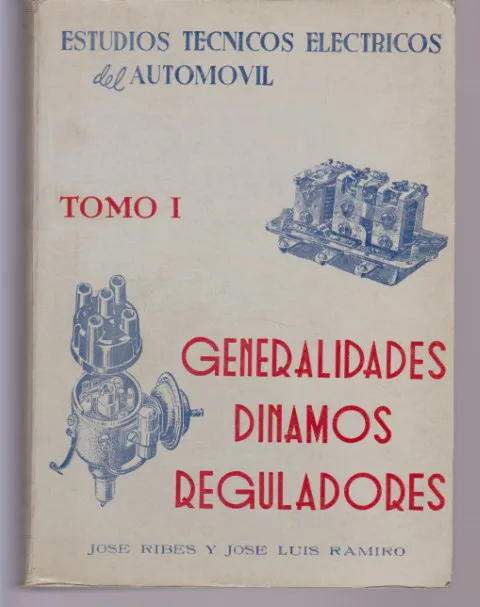 ESTUDIOS TECNICOS ELECTRICOS
del AUTOMOVIL
TOMO I
GENERALIDADES
DINAMOS
REGULADORES
JOSE RIBES Y JOSE LUIS RAMIRO